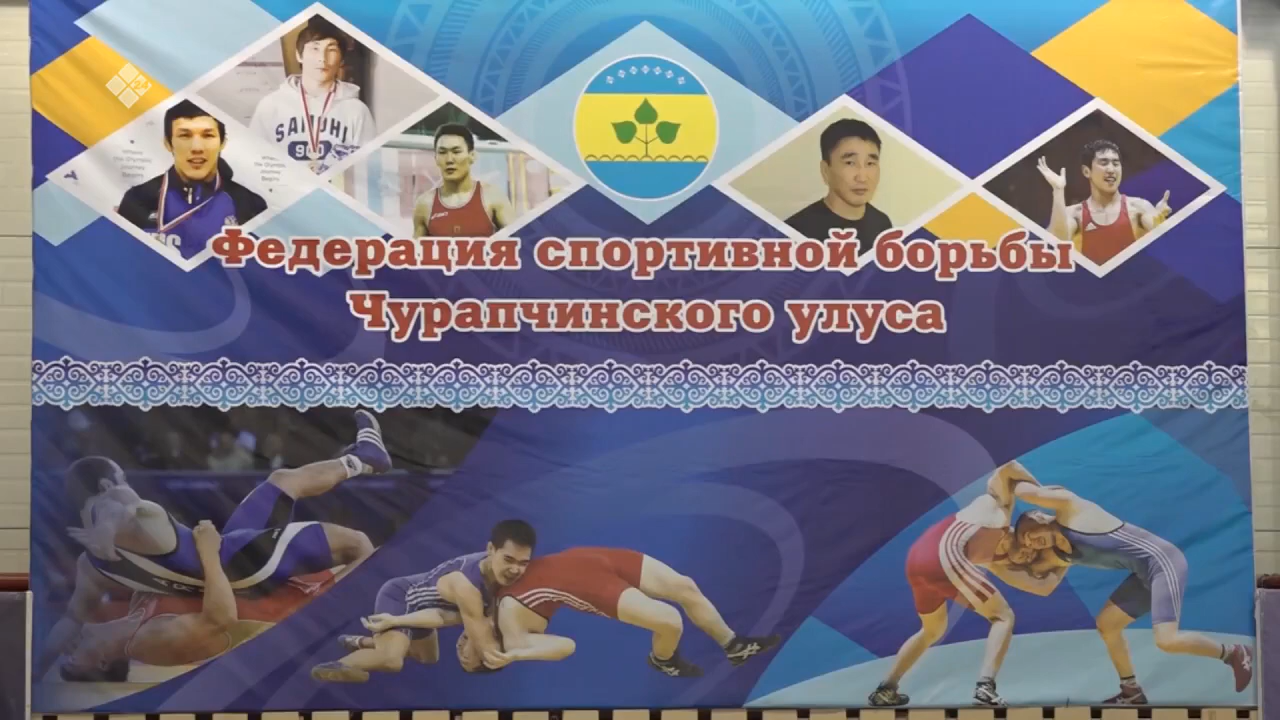 Федерация спортивной борьбы
Чурапчинского улуса